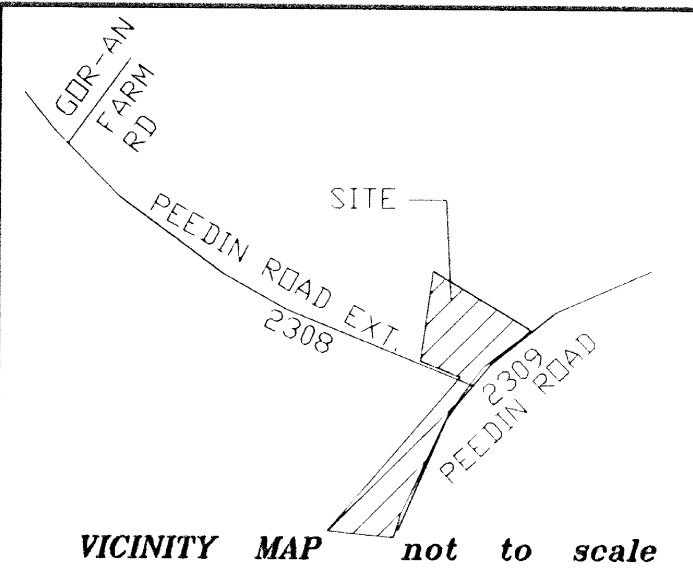 GOR-AN
FARM
RD
SITE
PEEDIN ROAD EXT.
2308
2309
PEEDIN ROAD
VICINITY MAP not to scale